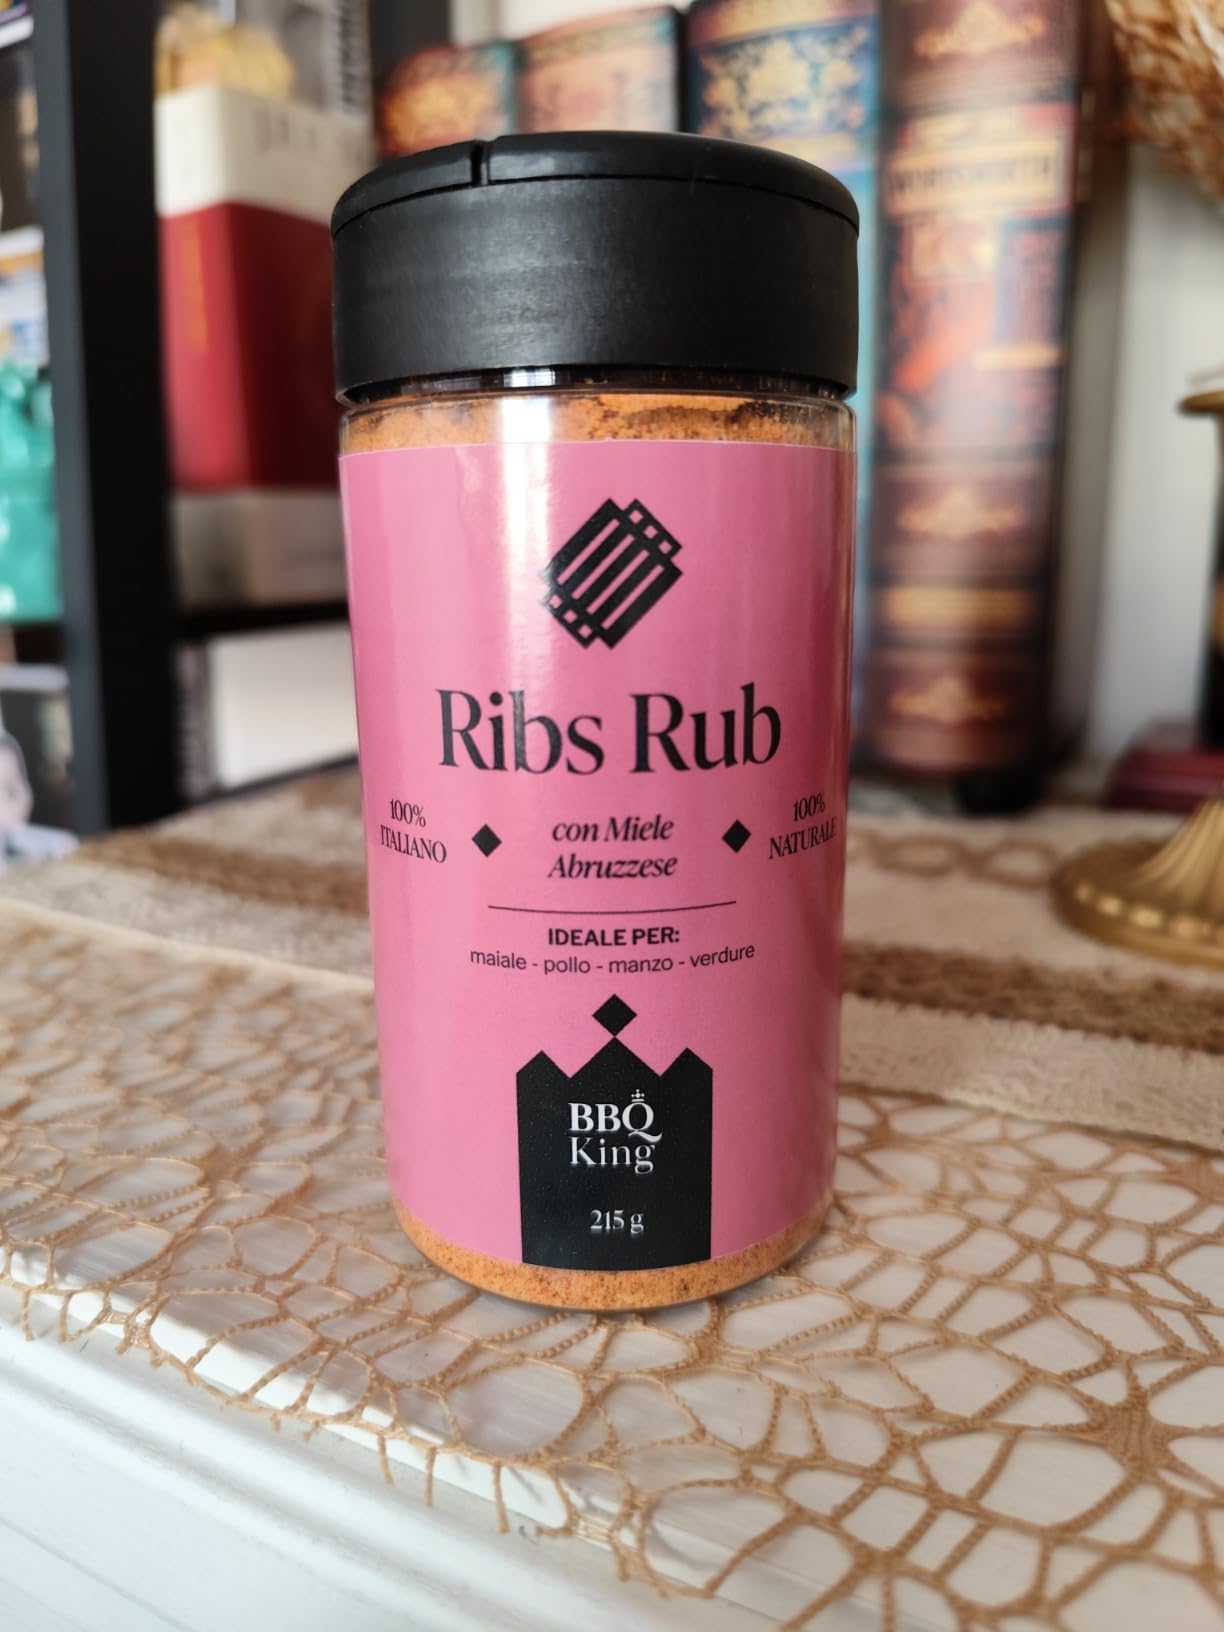 Ribs Rub
100%
ITALIANO
con Miele
Abruzzese
100%
NATURALE
IDEALE PER:
maiale - pollo - manzo - verdure
BBQ
King
215 g